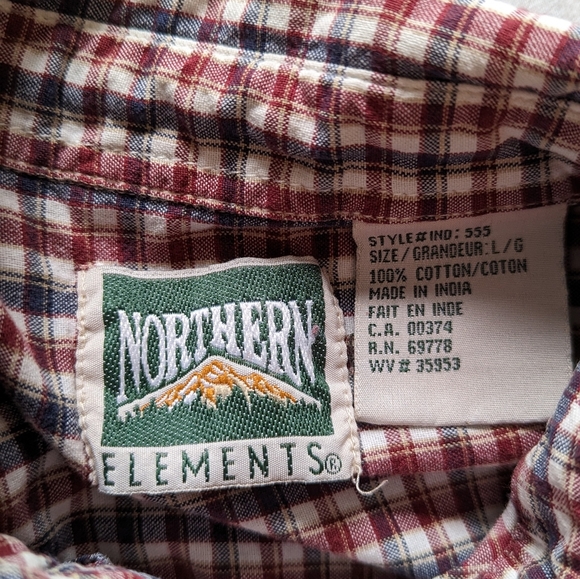 NORTHERN
ELEMENTS®
STYLE#IND: 555
SIZE/GRANDEUR: L/G
100% COTTON/COTON
MADE IN INDIA
FAIT EN INDE
C.A. 00374
R.N. 69778
WV# 35953